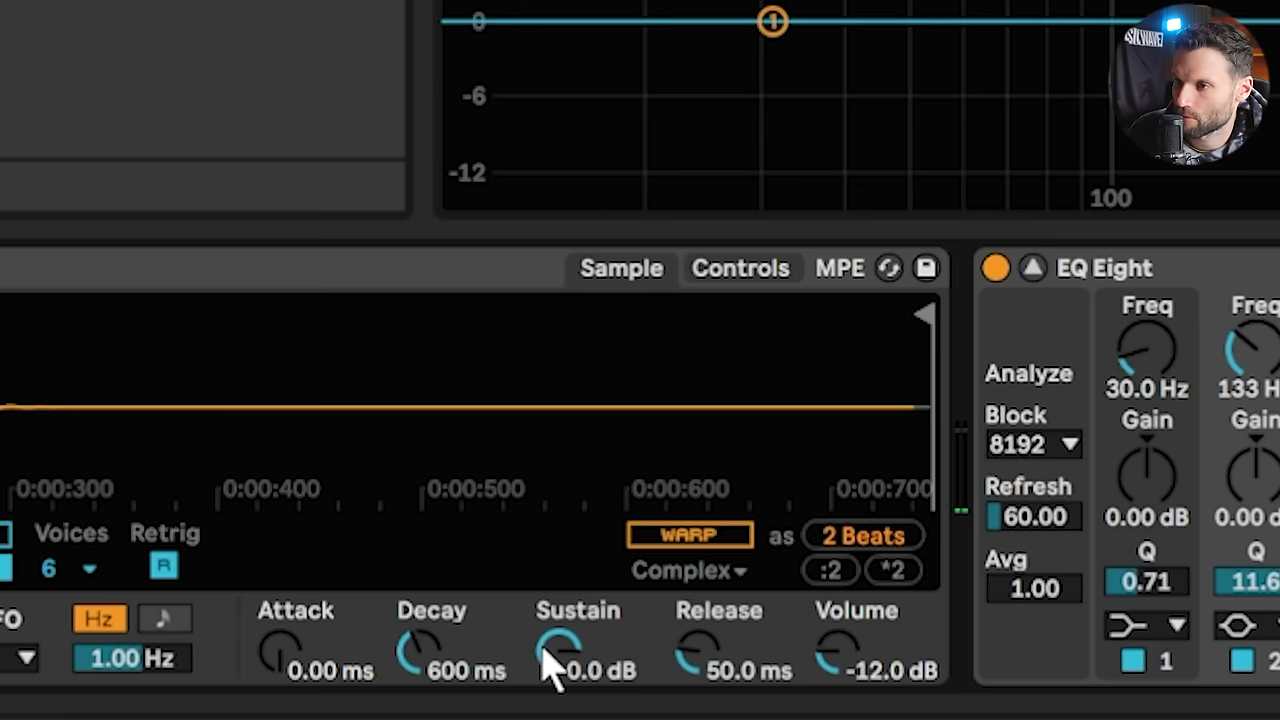 0
-6
-12
100
Sample Controls MPE
EQ Eight
Freq Freq
30.0 Hz 133 H
Gain Gain
0.00 dB 0.00 d
Q Q
0.71 11.6
1 2
Analyze
Block
8192
Refresh
60.00
Avg
1.00
0:00:300 0:00:400 0:00:500 0:00:600 0:00:700
Voices Retrig
6 R
WARP as 2 Beats
Complex :2 *2
FO Hz
1.00 Hz
Attack Decay Sustain Release Volume
0.00 ms 600 ms 0.0 dB 50.0 ms -12.0 dB
1